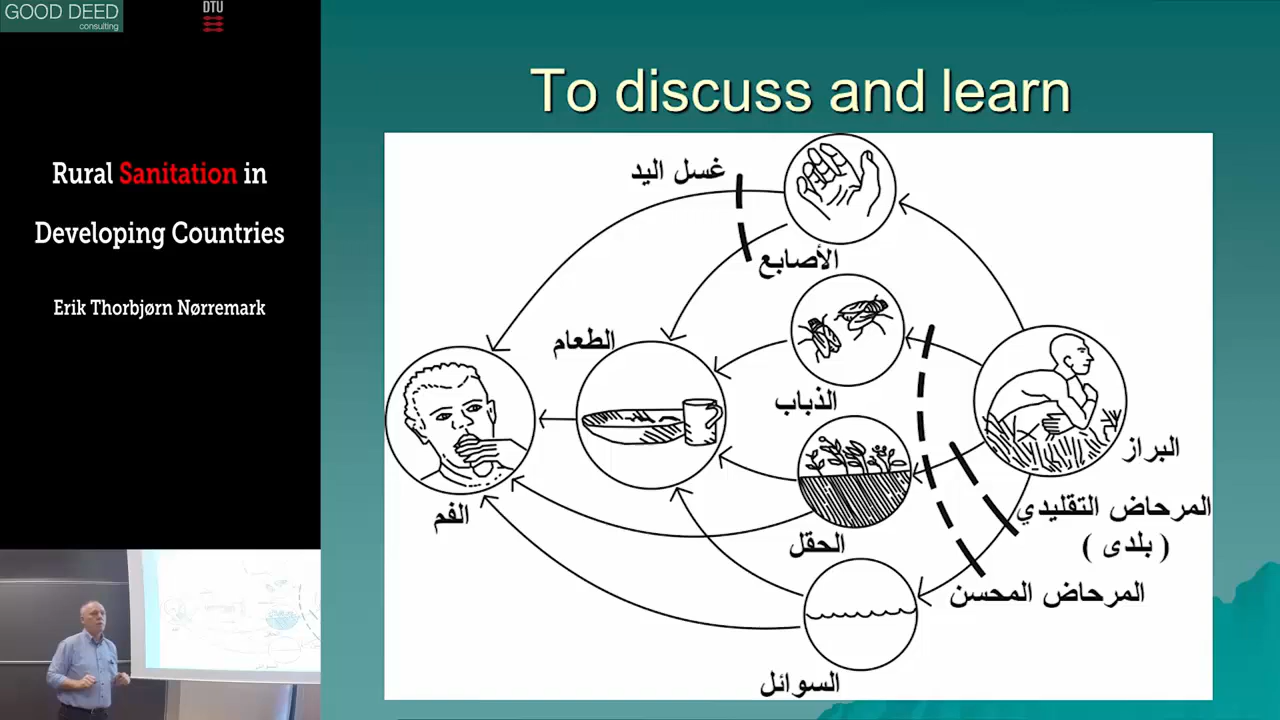 GOOD DEED
consulting
DTU
Rural Sanitation in
Developing Countries
Erik Thorbjørn Nørremark
To discuss and learn
غسل اليد
الأصابع
الطعام
الذباب
البراز
الفم
المرحاض التقليدي
( بلدى )
الحقل
المرحاض المحسن
السوائل